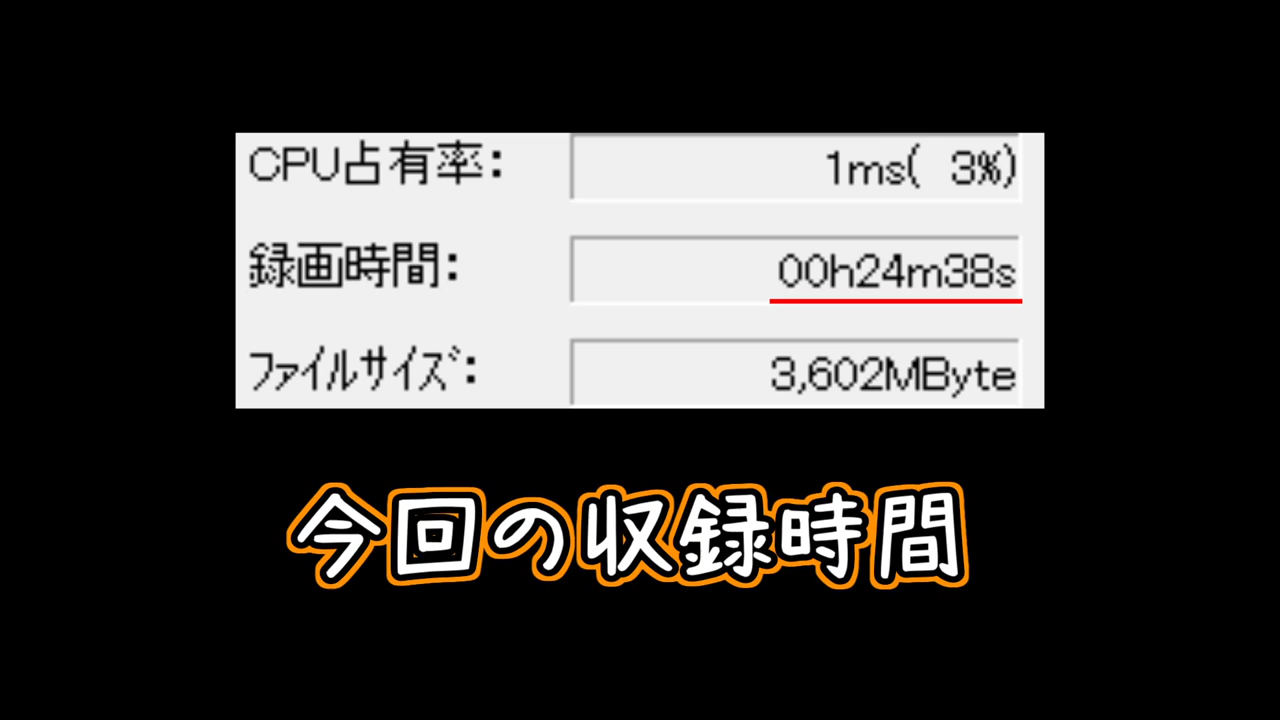 CPU占有率: 1ms( 3%)
録画時間: 00h24m38s
ﾌｧｲﾙｻｲｽﾞ: 3,602MByte
今回の収録時間